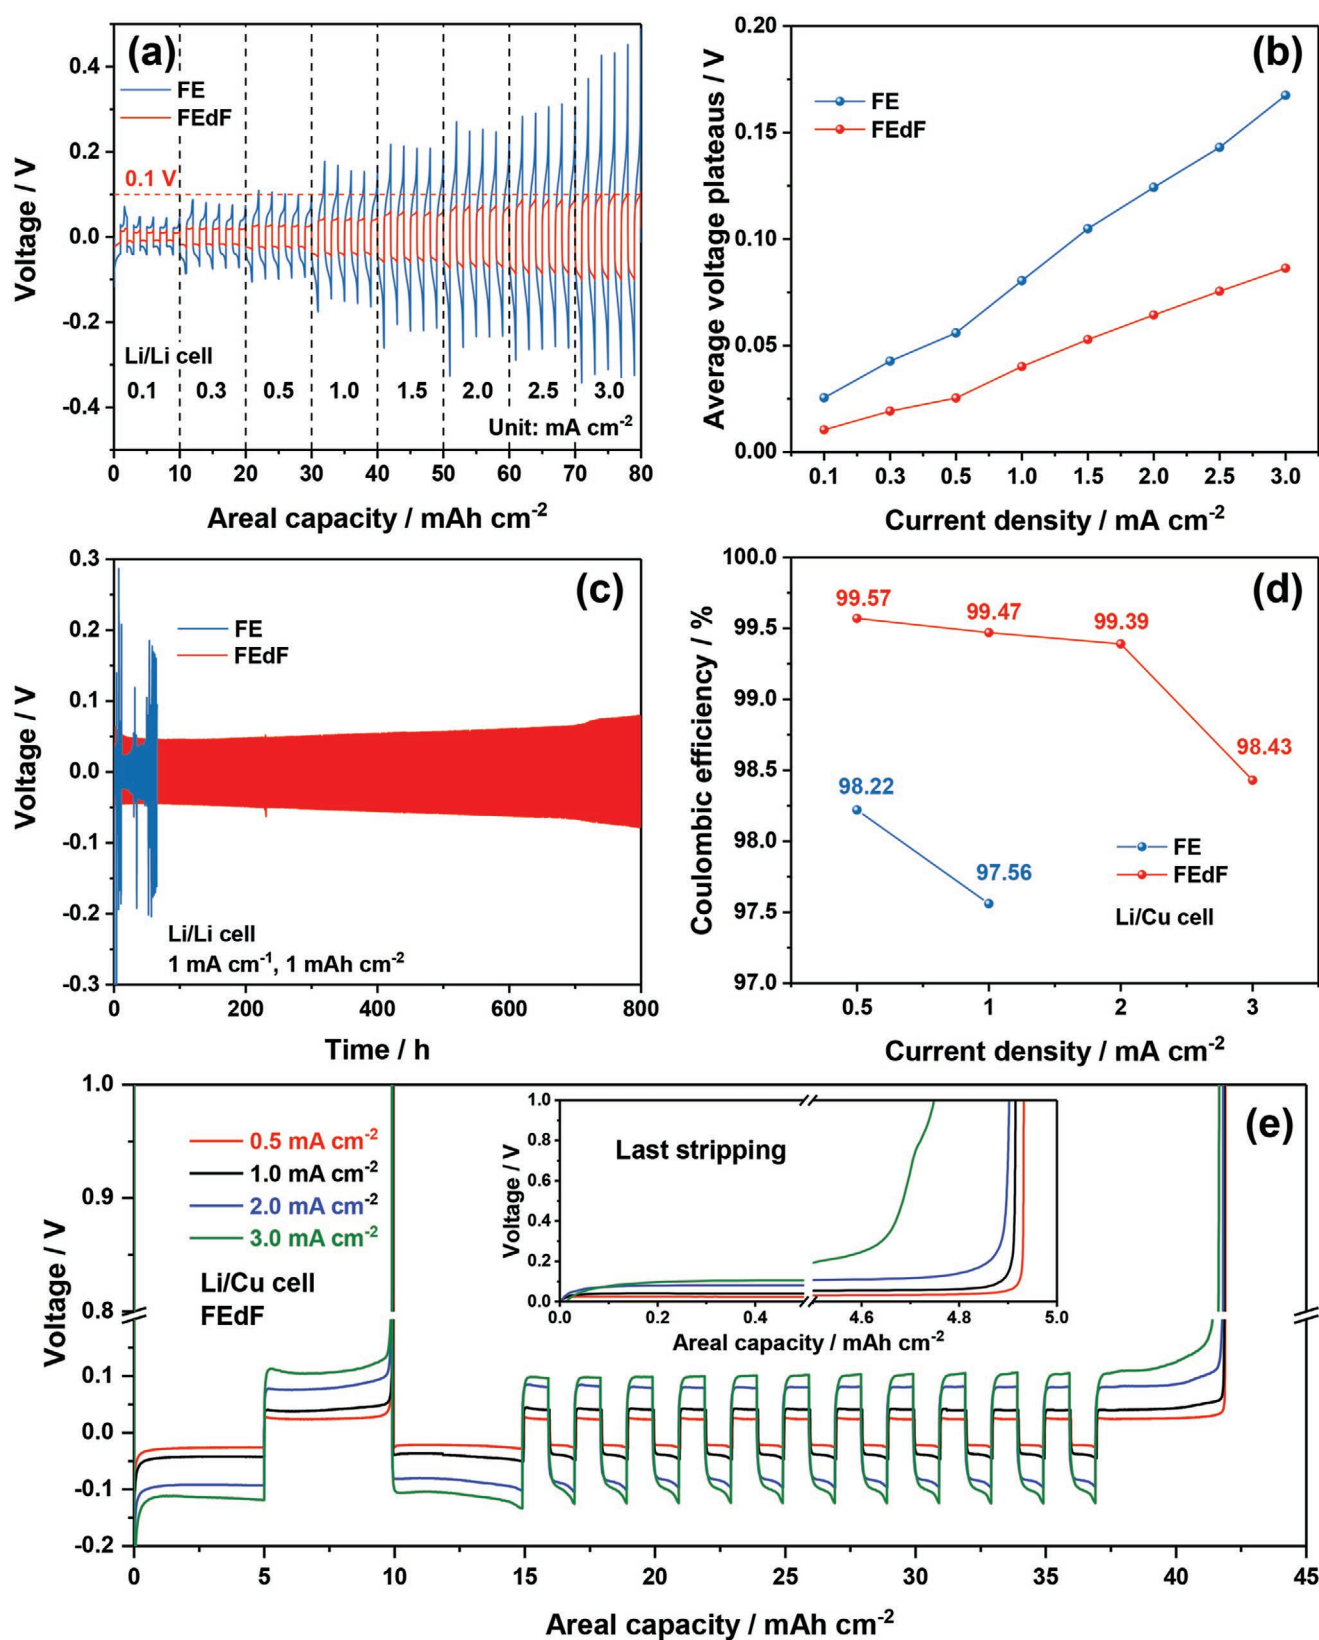 (a)
FE
FEdF
0.1 V
Li/Li cell
0.1 0.3 0.5 1.0 1.5 2.0 2.5 3.0
Unit: mA cm-2
0.4
0.2
0.0
-0.2
-0.4
Voltage / V
0 10 20 30 40 50 60 70 80
Areal capacity / mAh cm-2
(b)
FE
FEdF
0.20
0.15
0.10
0.05
0.00
Average voltage plateaus / V
0.1 0.3 0.5 1.0 1.5 2.0 2.5 3.0
Current density / mA cm-2
(c)
FE
FEdF
0.3
0.2
0.1
0.0
-0.1
-0.2
-0.3
Voltage / V
Li/Li cell
1 mA cm-1, 1 mAh cm-2
0 200 400 600 800
Time / h
(d)
100.0
99.5
99.0
98.5
98.0
97.5
97.0
Coulombic efficiency / %
99.57
99.47
99.39
98.43
98.22
97.56
FE
FEdF
Li/Cu cell
0.5 1 2 3
Current density / mA cm-2
(e)
1.0
0.9
0.8
0.1
0.0
-0.1
-0.2
Voltage / V
0.5 mA cm-2
1.0 mA cm-2
2.0 mA cm-2
3.0 mA cm-2
Li/Cu cell
FEdF
Last stripping
1.0
0.8
0.6
0.4
0.2
0.0
Voltage / V
0.0 0.2 0.4 4.6 4.8 5.0
Areal capacity / mAh cm-2
0 5 10 15 20 25 30 35 40 45
Areal capacity / mAh cm-2